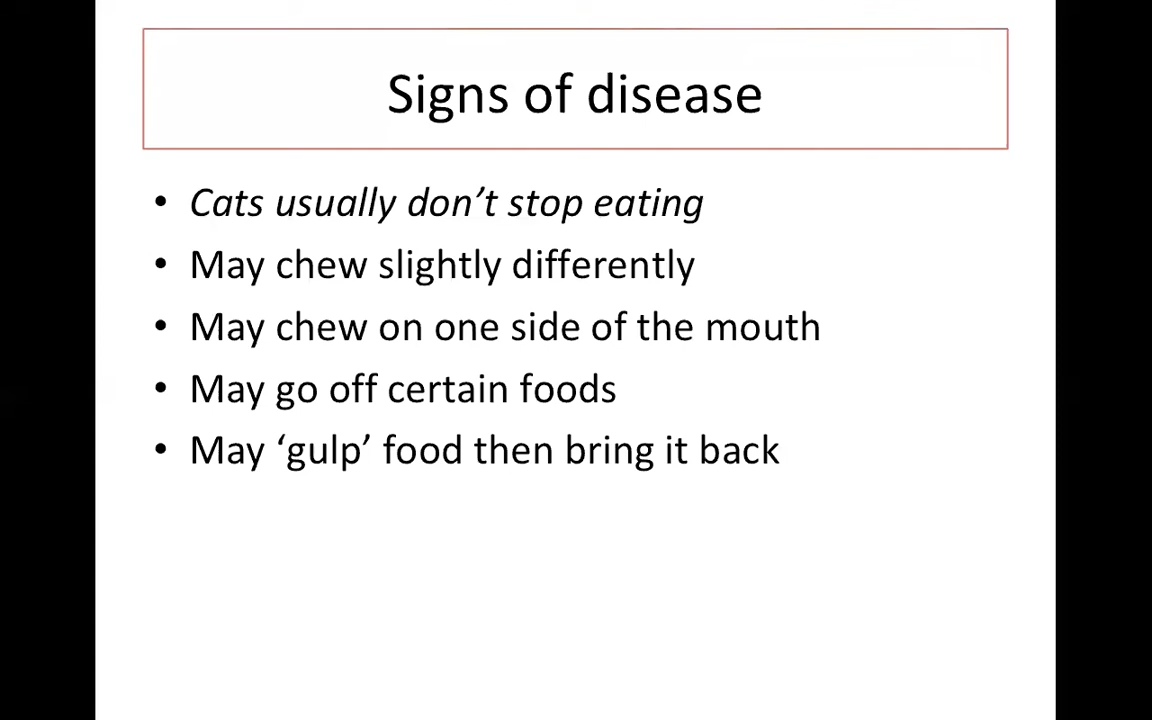 Signs of disease
• Cats usually don’t stop eating
• May chew slightly differently
• May chew on one side of the mouth
• May go off certain foods
• May ‘gulp’ food then bring it back